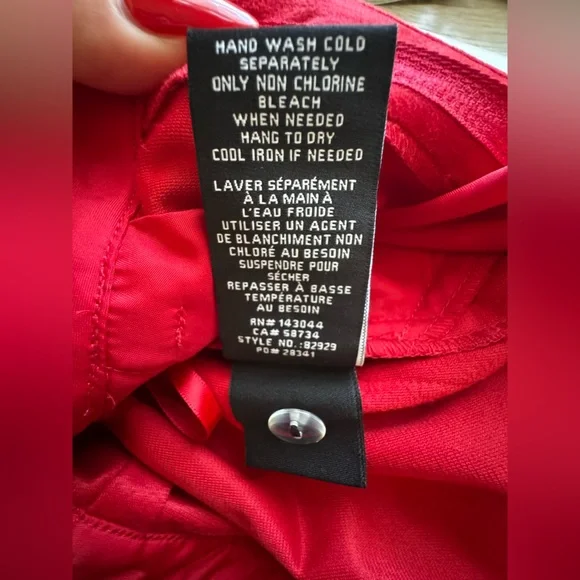 HAND WASH COLD
SEPARATELY
ONLY NON CHLORINE
BLEACH
WHEN NEEDED
HANG TO DRY
COOL IRON IF NEEDED
LAVER SÉPARÉMENT
À LA MAIN À
L'EAU FROIDE
UTILISER UN AGENT
DE BLANCHIMENT NON
CHLORÉ AU BESOIN
SUSPENDRE POUR
SÉCHER
REPASSER À BASSE
TEMPÉRATURE
AU BESOIN
RN# 143044
CA# 58734
STYLE NO.:82929
PO# 28341